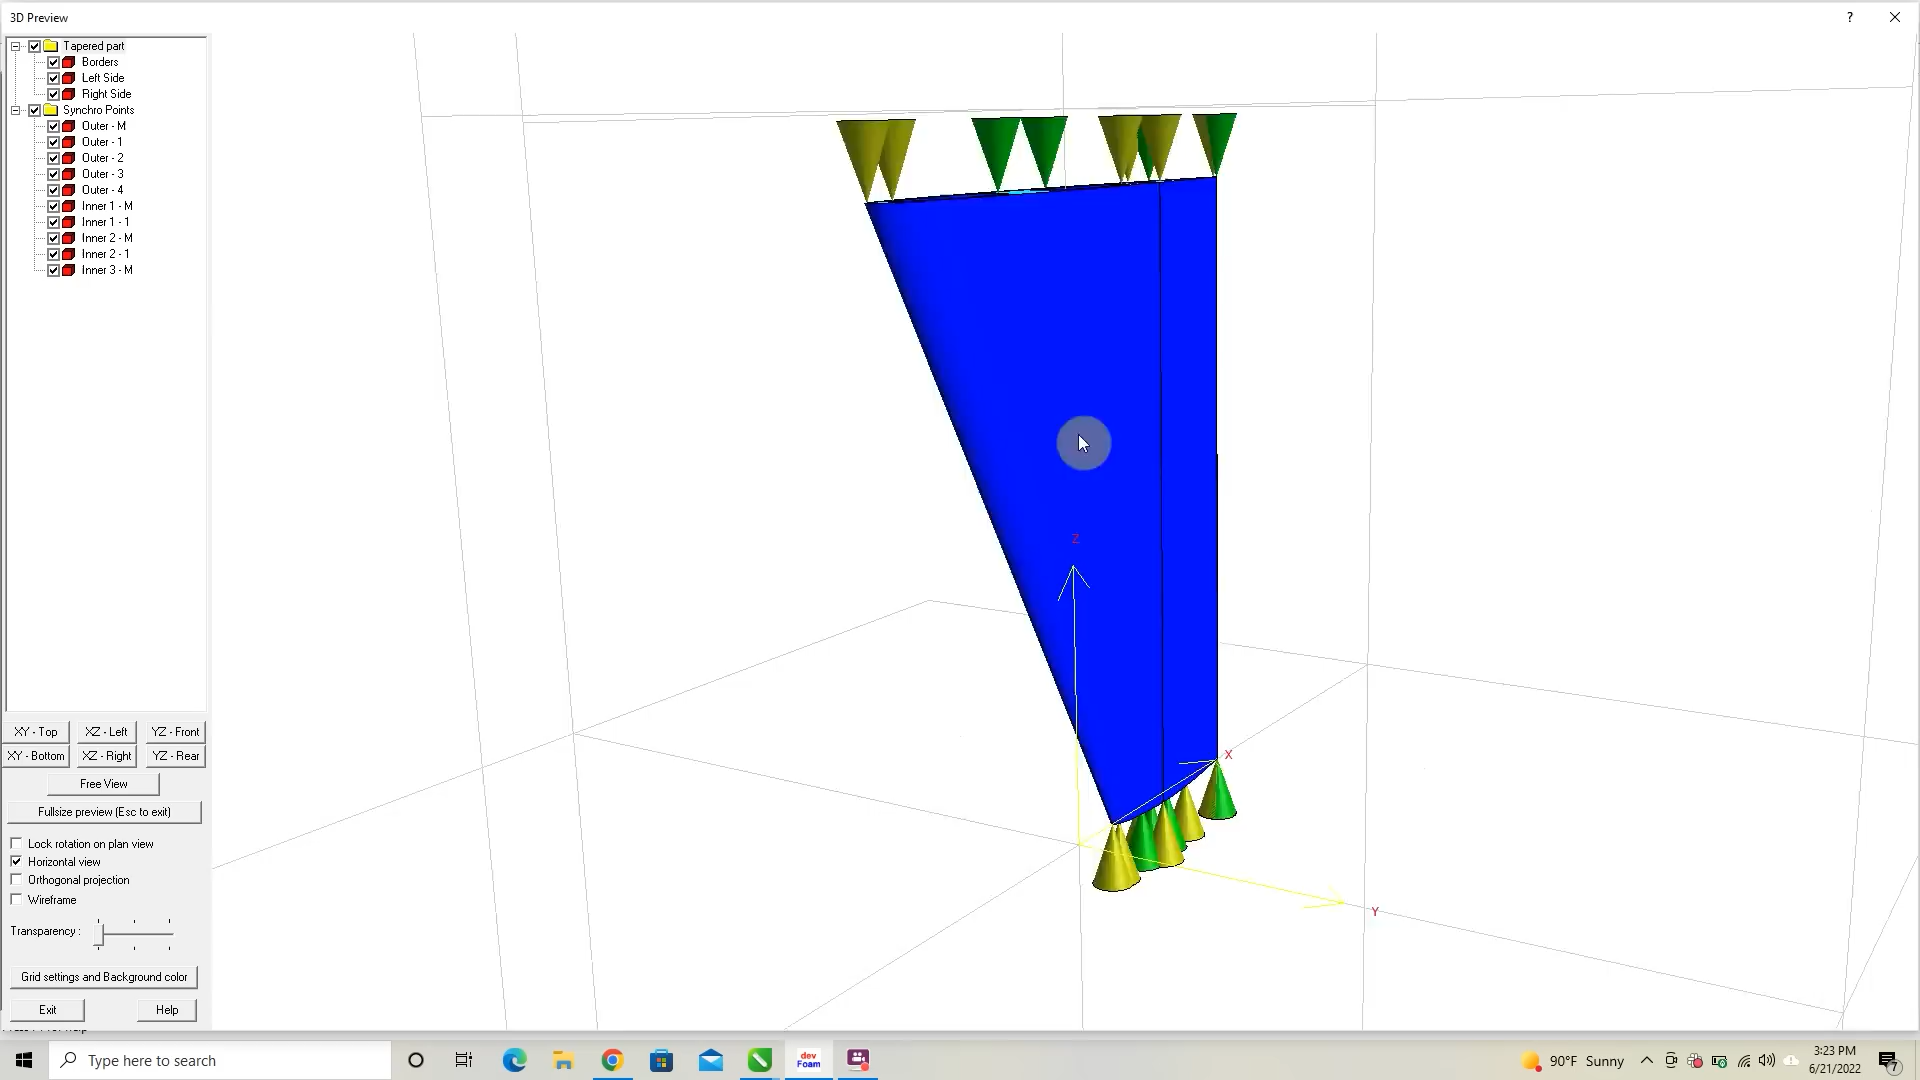 3D Preview
?
Tapered part
Borders
Left Side
Right Side
Synchro Points
Outer - M
Outer - 1
Outer - 2
Outer - 3
Outer - 4
Inner 1 - M
Inner 1 - 1
Inner 2 - M
Inner 2 - 1
Inner 3 - M
Z
X
Y
XY - Top XZ - Left YZ - Front
XY - Bottom XZ - Right YZ - Rear
Free View
Fullsize preview (Esc to exit)
Lock rotation on plan view
Horizontal view
Orthogonal projection
Wireframe
Transparency :
Grid settings and Background color
Exit Help
Type here to search
dev
Foam
90°F Sunny
3:23 PM
6/21/2022
7